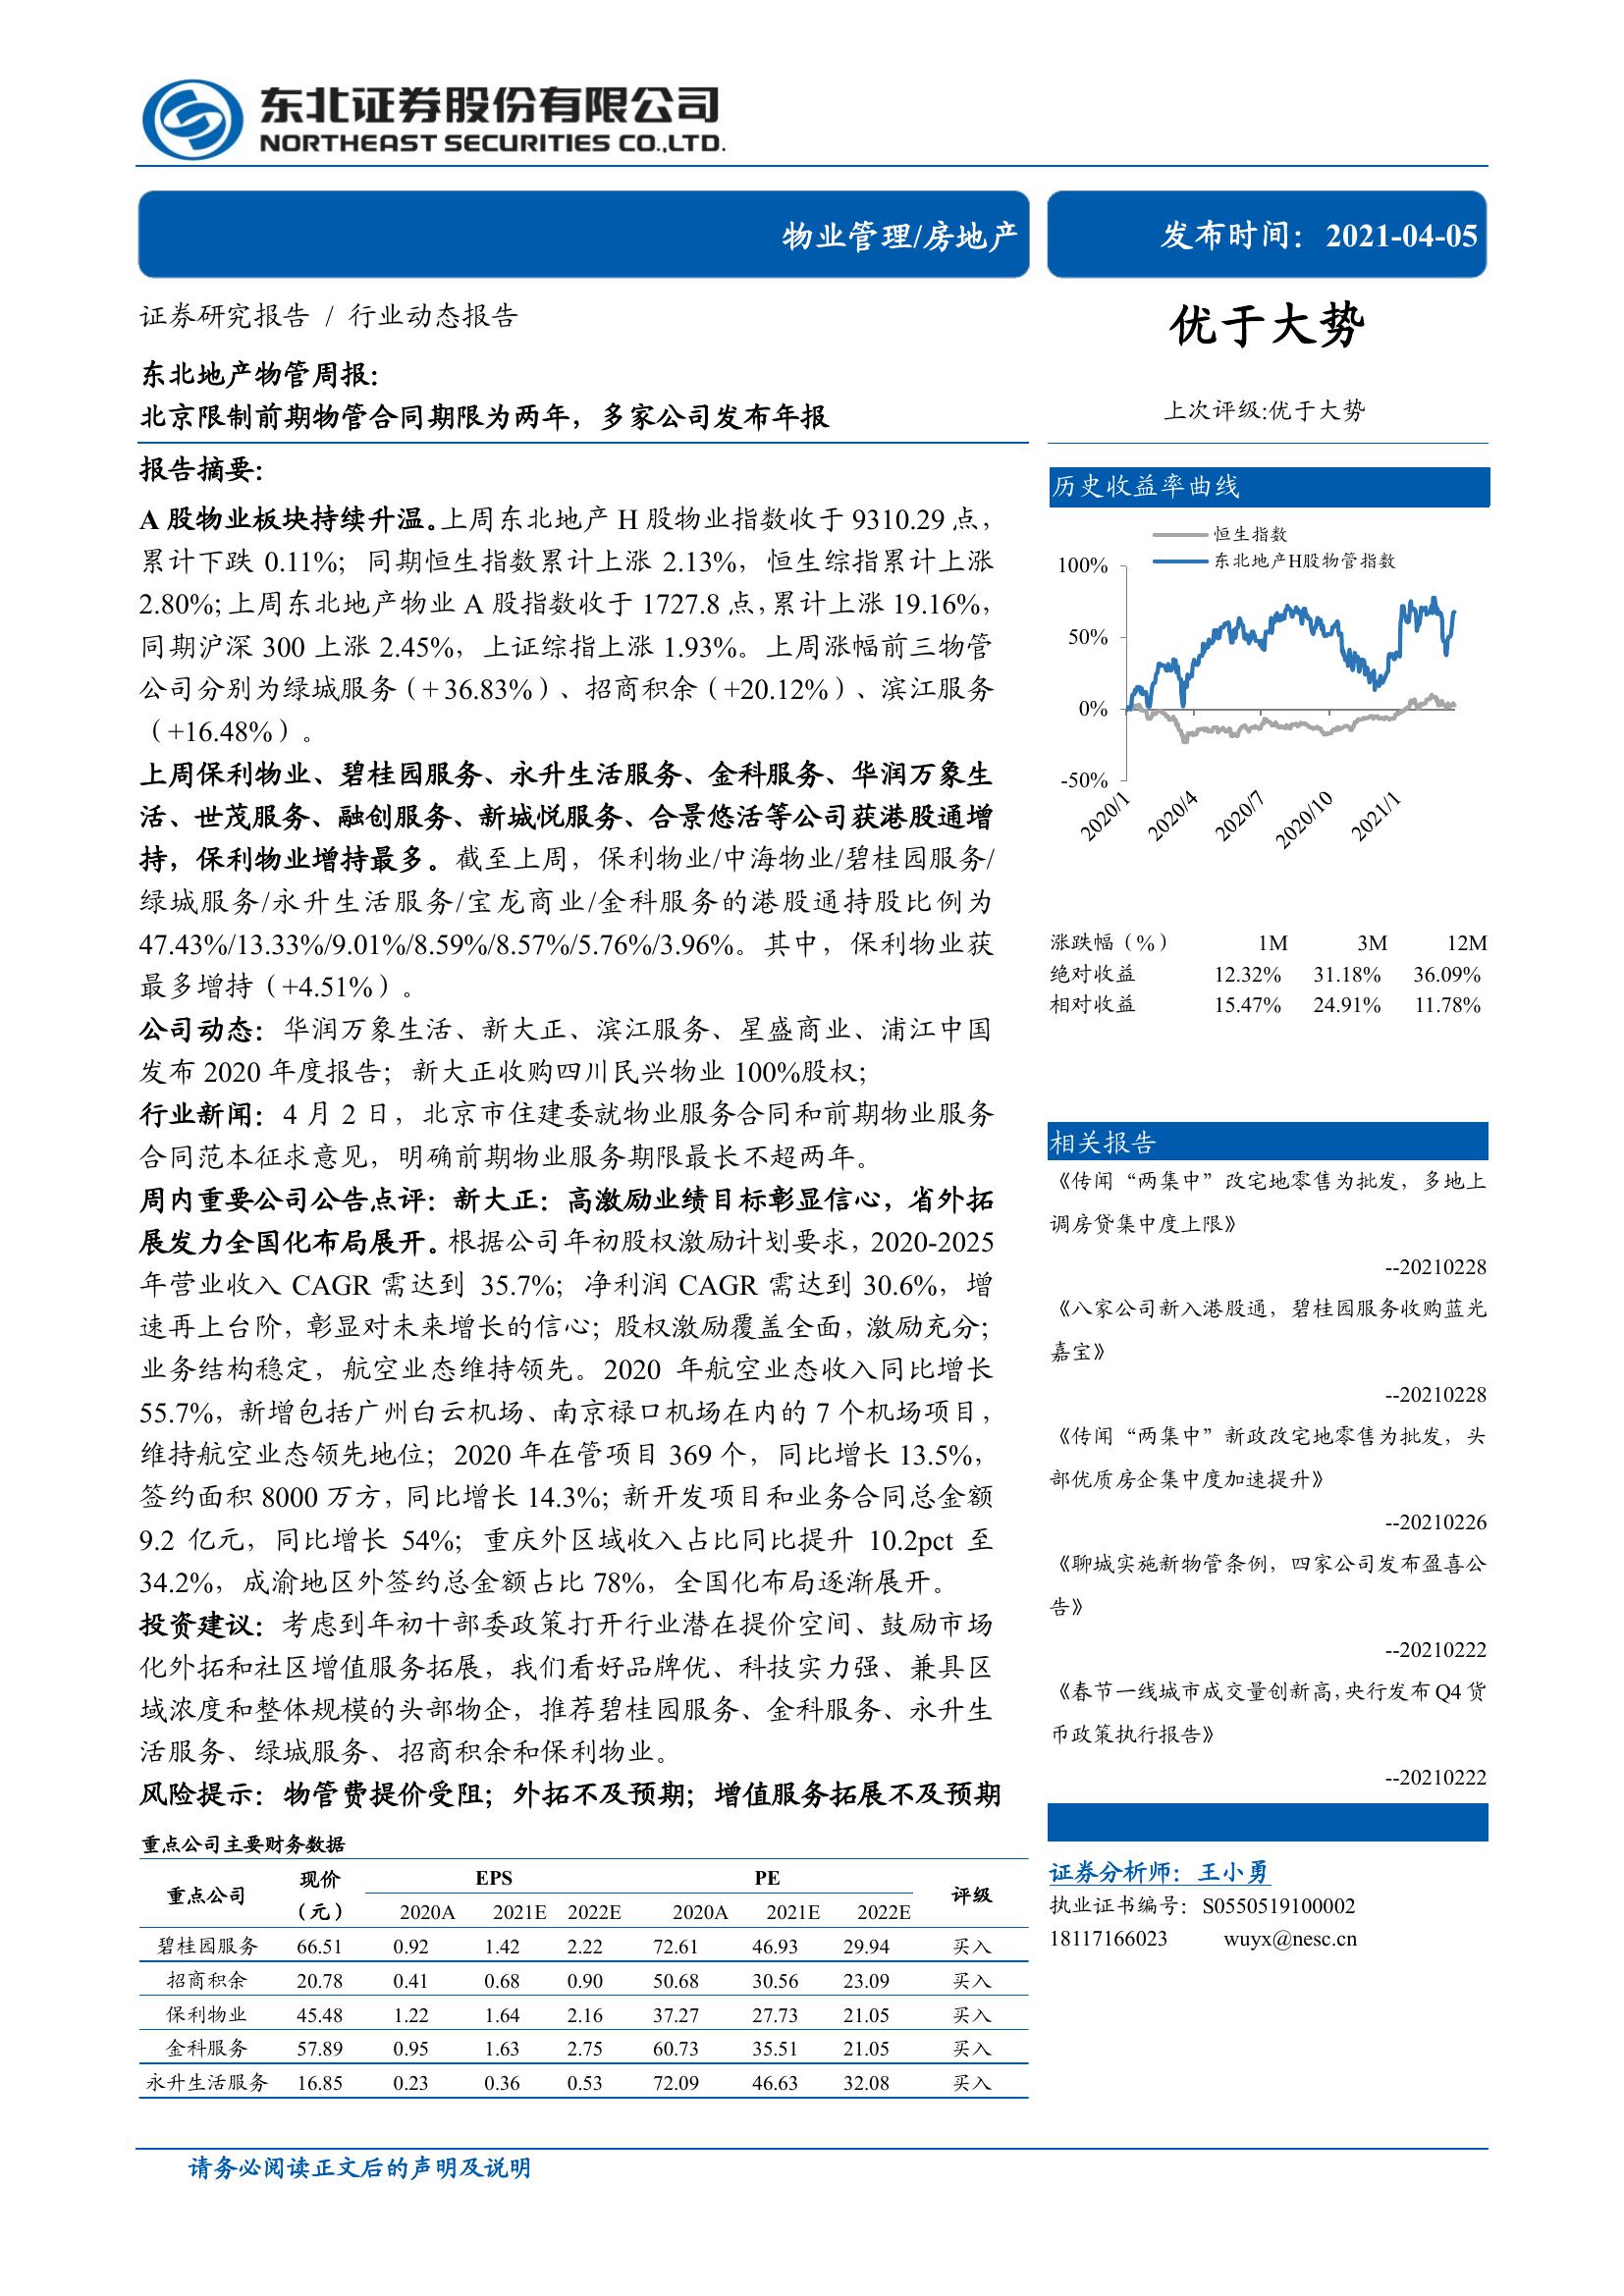 东北证券股份有限公司
NORTHEAST SECURITIES CO.,LTD.
物业管理/房地产
发布时间：2021-04-05
证券研究报告 / 行业动态报告
东北地产物管周报：
北京限制前期物管合同期限为两年，多家公司发布年报
报告摘要：
A 股物业板块持续升温。上周东北地产 H 股物业指数收于 9310.29 点，
累计下跌 0.11%；同期恒生指数累计上涨 2.13%，恒生综指累计上涨
2.80%；上周东北地产物业 A 股指数收于 1727.8 点，累计上涨 19.16%，
同期沪深 300 上涨 2.45%，上证综指上涨 1.93%。上周涨幅前三物管
公司分别为绿城服务（+ 36.83%）、招商积余（+20.12%）、滨江服务
（+16.48%）。
上周保利物业、碧桂园服务、永升生活服务、金科服务、华润万象生
活、世茂服务、融创服务、新城悦服务、合景悠活等公司获港股通增
持，保利物业增持最多。截至上周，保利物业/中海物业/碧桂园服务/
绿城服务/永升生活服务/宝龙商业/金科服务的港股通持股比例为
47.43%/13.33%/9.01%/8.59%/8.57%/5.76%/3.96%。其中，保利物业获
最多增持（+4.51%）。
公司动态：华润万象生活、新大正、滨江服务、星盛商业、浦江中国
发布 2020 年度报告；新大正收购四川民兴物业 100%股权；
行业新闻：4 月 2 日，北京市住建委就物业服务合同和前期物业服务
合同范本征求意见，明确前期物业服务期限最长不超两年。
周内重要公司公告点评：新大正：高激励业绩目标彰显信心，省外拓
展发力全国化布局展开。根据公司年初股权激励计划要求，2020-2025
年营业收入 CAGR 需达到 35.7%；净利润 CAGR 需达到 30.6%，增
速再上台阶，彰显对未来增长的信心；股权激励覆盖全面，激励充分；
业务结构稳定，航空业态维持领先。2020 年航空业态收入同比增长
55.7%，新增包括广州白云机场、南京禄口机场在内的 7 个机场项目，
维持航空业态领先地位；2020 年在管项目 369 个，同比增长 13.5%，
签约面积 8000 万方，同比增长 14.3%；新开发项目和业务合同总金额
9.2 亿元，同比增长 54%；重庆外区域收入占比同比提升 10.2pct 至
34.2%，成渝地区外签约总金额占比 78%，全国化布局逐渐展开。
投资建议：考虑到年初十部委政策打开行业潜在提价空间、鼓励市场
化外拓和社区增值服务拓展，我们看好品牌优、科技实力强、兼具区
域浓度和整体规模的头部物企，推荐碧桂园服务、金科服务、永升生
活服务、绿城服务、招商积余和保利物业。
风险提示：物管费提价受阻；外拓不及预期；增值服务拓展不及预期
重点公司主要财务数据
重点公司 现价（元） EPS PE 评级
2020A 2021E 2022E 2020A 2021E 2022E
碧桂园服务 66.51 0.92 1.42 2.22 72.61 46.93 29.94 买入
招商积余 20.78 0.41 0.68 0.90 50.68 30.56 23.09 买入
保利物业 45.48 1.22 1.64 2.16 37.27 27.73 21.05 买入
金科服务 57.89 0.95 1.63 2.75 60.73 35.51 21.05 买入
永升生活服务 16.85 0.23 0.36 0.53 72.09 46.63 32.08 买入
优于大势
上次评级:优于大势
历史收益率曲线
恒生指数
东北地产H股物管指数
100%
50%
0%
-50%
2020/1 2020/4 2020/7 2020/10 2021/1
涨跌幅（%） 1M 3M 12M
绝对收益 12.32% 31.18% 36.09%
相对收益 15.47% 24.91% 11.78%
相关报告
《传闻“两集中”改宅地零售为批发，多地上
调房贷集中度上限》
--20210228
《八家公司新入港股通，碧桂园服务收购蓝光
嘉宝》
--20210228
《传闻“两集中”新政改宅地零售为批发，头
部优质房企集中度加速提升》
--20210226
《聊城实施新物管条例，四家公司发布盈喜公
告》
--20210222
《春节一线城市成交量创新高，央行发布 Q4 货
币政策执行报告》
--20210222
证券分析师：王小勇
执业证书编号：S0550519100002
18117166023 wuyx@nesc.cn
请务必阅读正文后的声明及说明